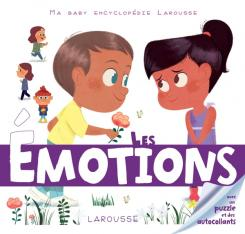 MA BABY ENCYCLOPÉDIE LAROUSSE
LES
ÉMOTIONS
LAROUSSE
avec un
puzzle
et des
autocollants